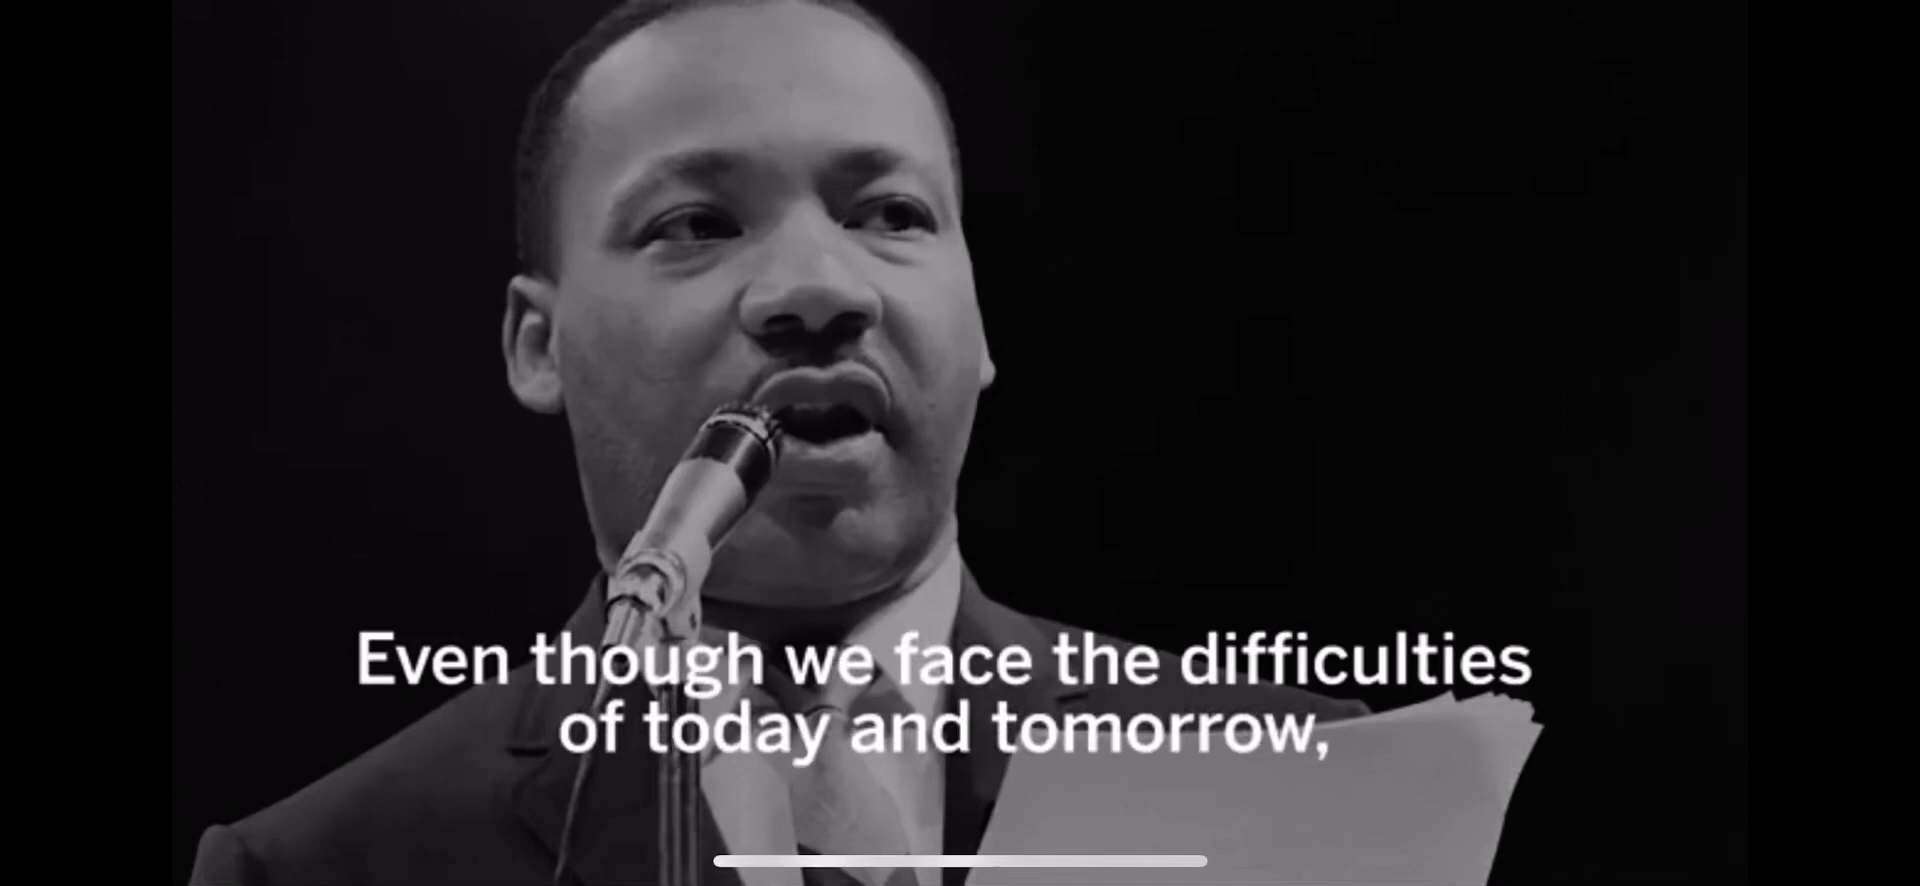 Even though we face the difficulties
of today and tomorrow,